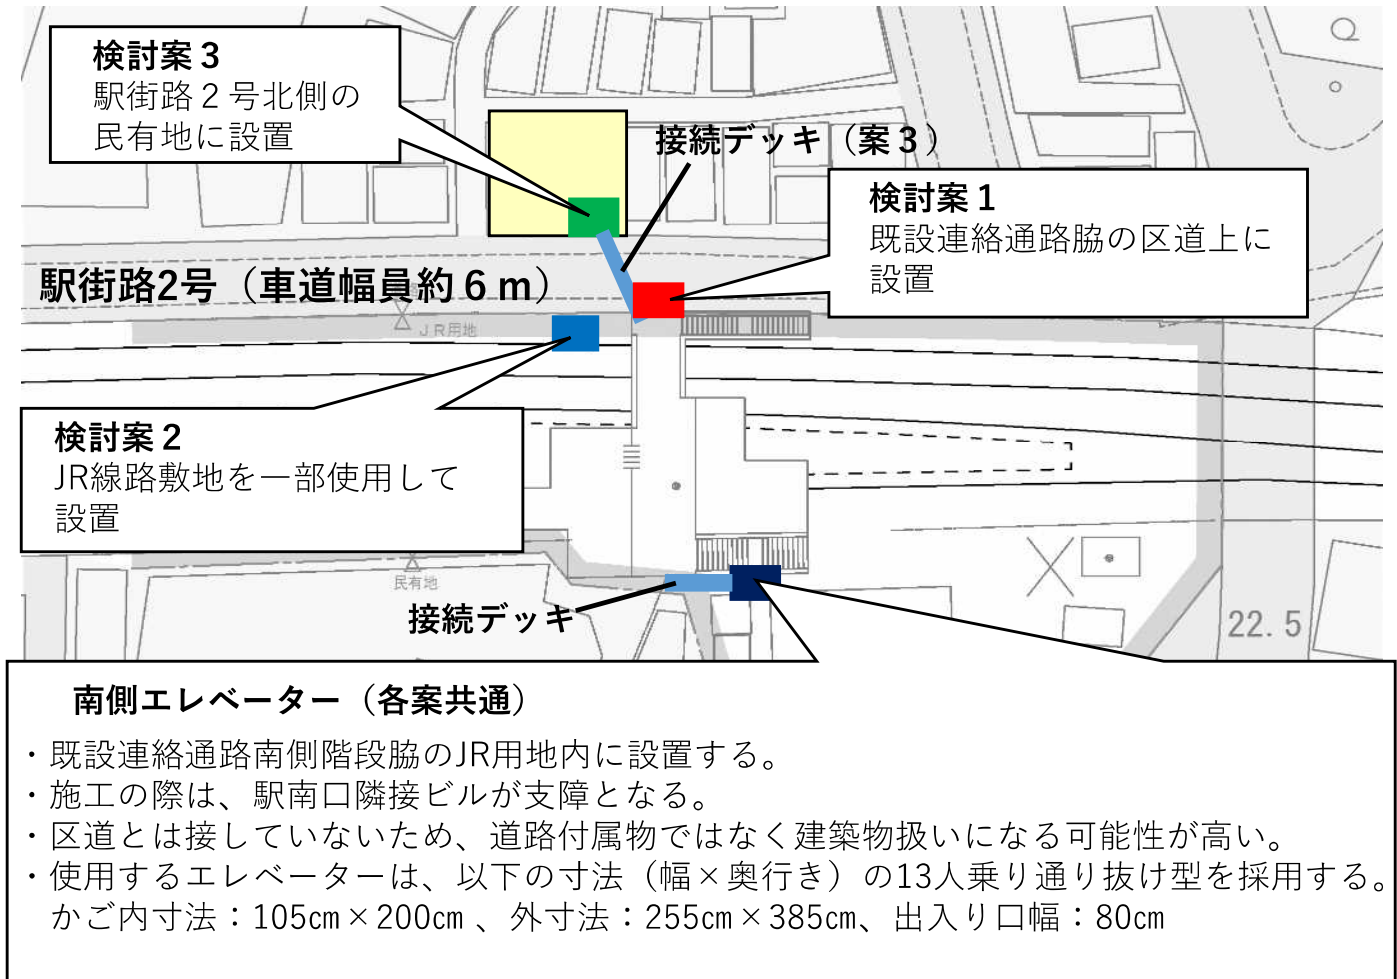 検討案３
駅街路２号北側の
民有地に設置
接続デッキ（案３）
検討案１
既設連絡通路脇の区道上に
設置
駅街路2号（車道幅員約６ｍ）
ＪＲ用地
検討案２
JR線路敷地を一部使用して
設置
民有地
接続デッキ
22.5
南側エレベーター（各案共通）
・既設連絡通路南側階段脇のJR用地内に設置する。
・施工の際は、駅南口隣接ビルが支障となる。
・区道とは接していないため、道路付属物ではなく建築物扱いになる可能性が高い。
・使用するエレベーターは、以下の寸法（幅×奥行き）の13人乗り通り抜け型を採用する。
かご内寸法：105㎝×200㎝ 、外寸法：255㎝×385㎝、出入り口幅：80㎝